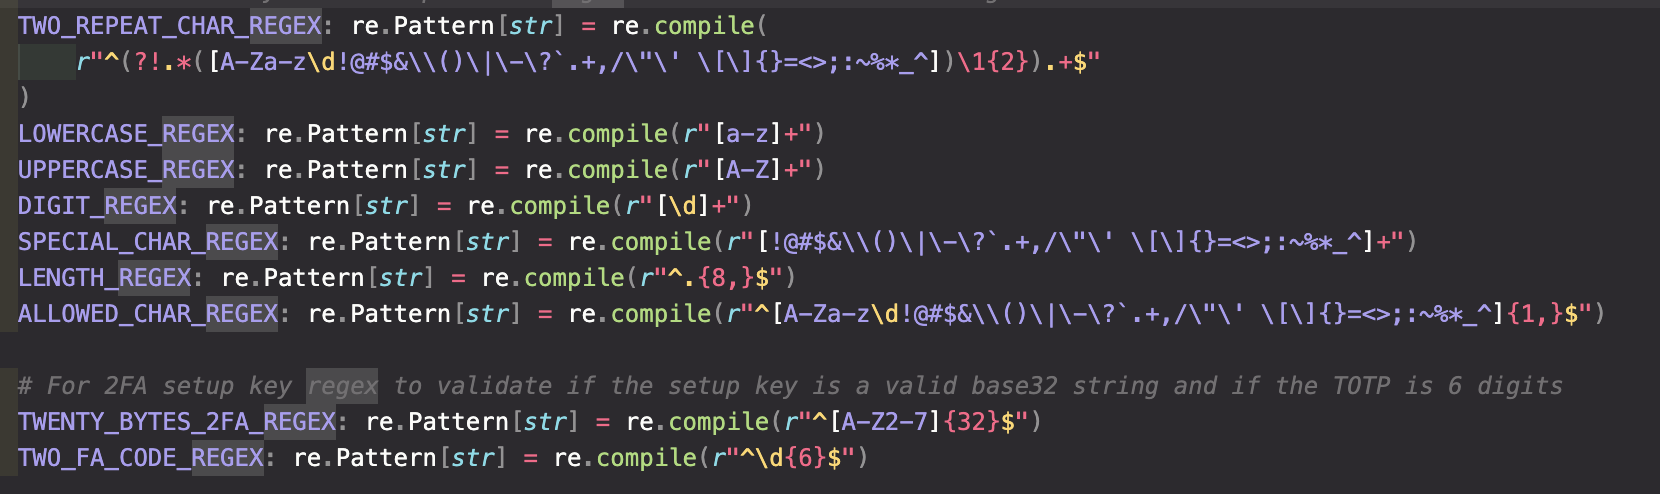 TWO_REPEAT_CHAR_REGEX: re.Pattern[str] = re.compile(
    r"^(?!.*([A-Za-z\d!@#$&\\()\|\-\?`.+,/\"\' \[\]{}=<>;:~%*_^])\1{2}).+$"
)
LOWERCASE_REGEX: re.Pattern[str] = re.compile(r"[a-z]+")
UPPERCASE_REGEX: re.Pattern[str] = re.compile(r"[A-Z]+")
DIGIT_REGEX: re.Pattern[str] = re.compile(r"[\d]+")
SPECIAL_CHAR_REGEX: re.Pattern[str] = re.compile(r"[!@#$&\\()\|\-\?`.+,/\"\' \[\]{}=<>;:~%*_^]+")
LENGTH_REGEX: re.Pattern[str] = re.compile(r"^.{8,}$")
ALLOWED_CHAR_REGEX: re.Pattern[str] = re.compile(r"^[A-Za-z\d!@#$&\\()\|\-\?`.+,/\"\' \[\]{}=<>;:~%*_^]{1,}$")
# For 2FA setup key regex to validate if the setup key is a valid base32 string and if the TOTP is 6 digits
TWENTY_BYTES_2FA_REGEX: re.Pattern[str] = re.compile(r"^[A-Z2-7]{32}$")
TWO_FA_CODE_REGEX: re.Pattern[str] = re.compile(r"^\d{6}$")